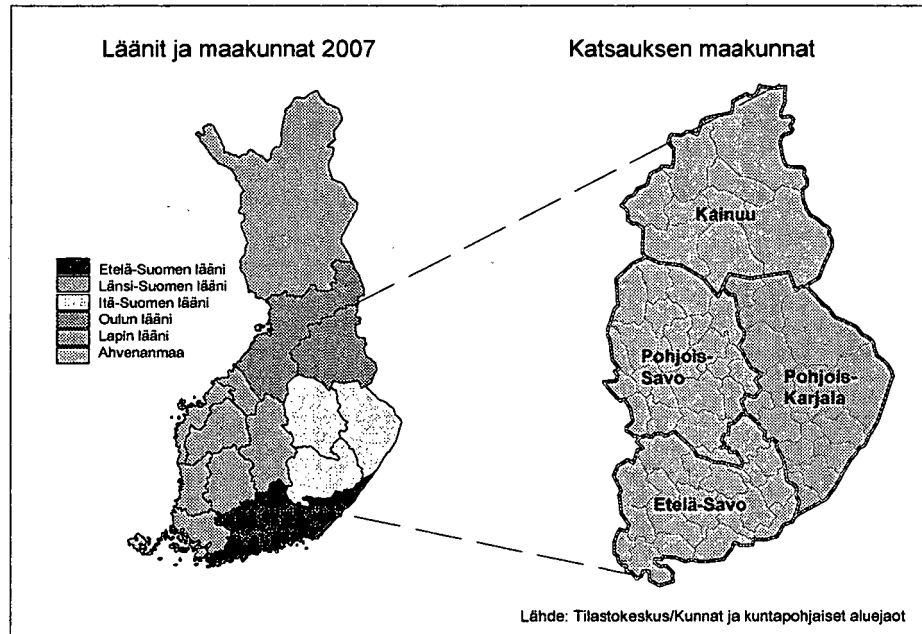 Läänit ja maakunnat 2007
Katsauksen maakunnat
Etelä-Suomen lääni
Länsi-Suomen lääni
Itä-Suomen lääni
Oulun lääni
Lapin lääni
Ahvenanmaa
Kainuu
Pohjois-
Savo
Pohjois-
Karjala
Etelä-Savo
Lähde: Tilastokeskus/Kunnat ja kuntapohjaiset aluejaot